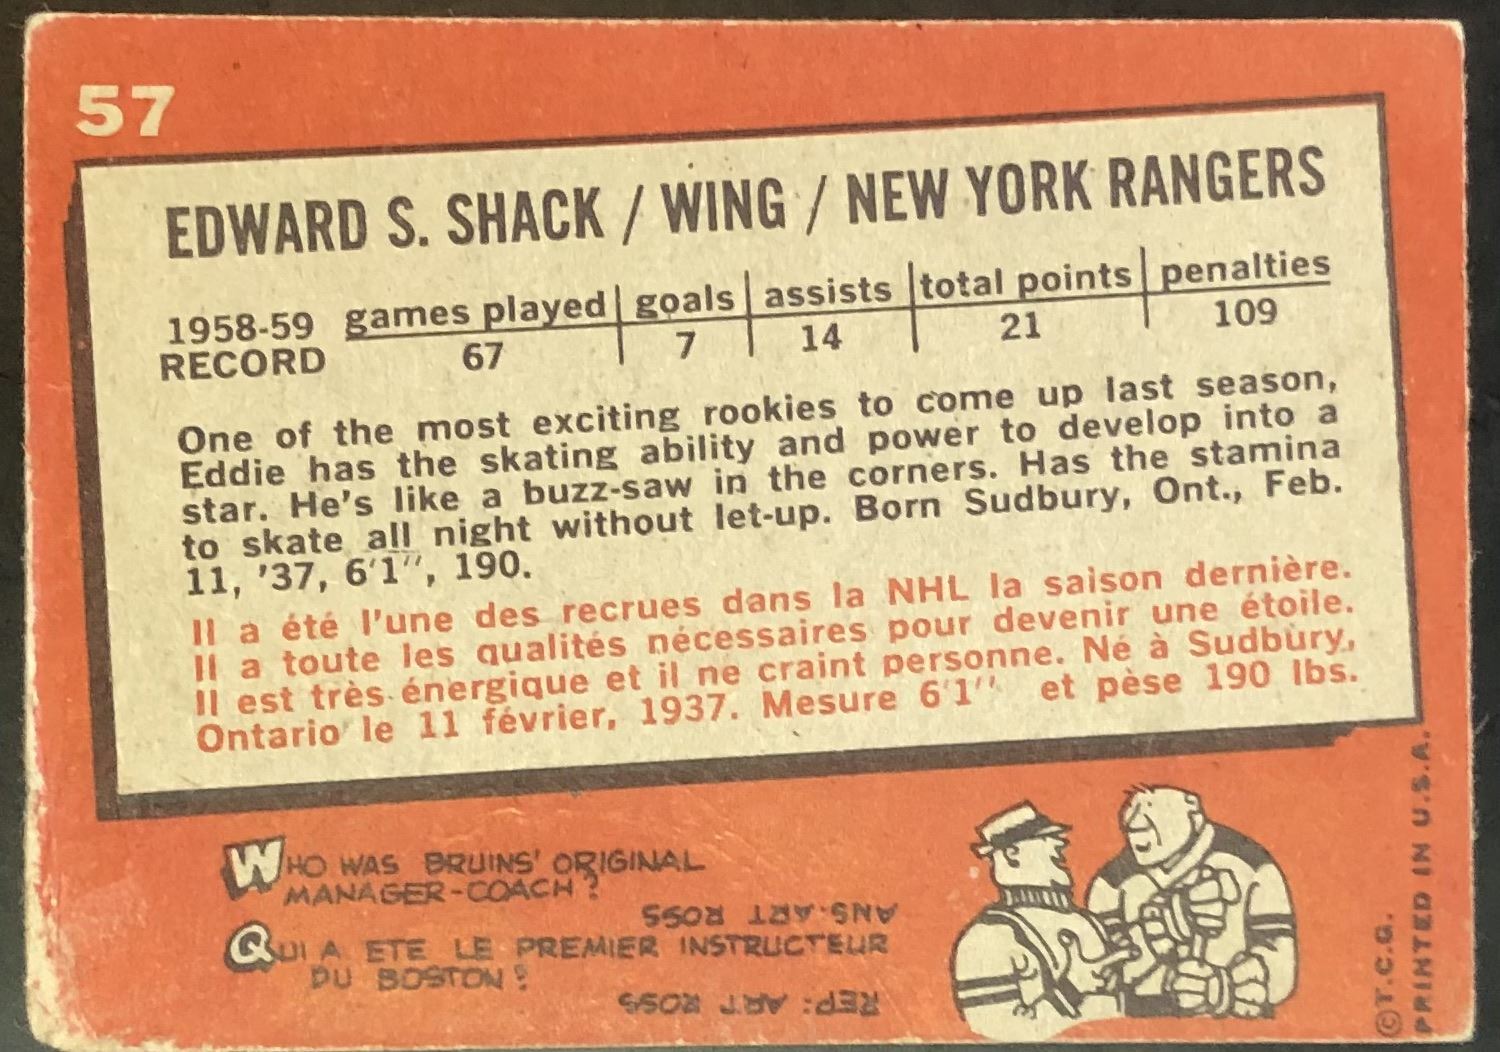 57
EDWARD S. SHACK / WING / NEW YORK RANGERS
1958-59 RECORD games played goals assists total points penalties
67 7 14 21 109
One of the most exciting rookies to come up last season,
Eddie has the skating ability and power to develop into a
star. He's like a buzz-saw in the corners. Has the stamina
to skate all night without let-up. Born Sudbury, Ont., Feb.
11, '37, 6'1", 190.
Il a été l'une des recrues dans la NHL la saison dernière.
Il a toute les qualités nécessaires pour devenir une étoile.
Il est très énergique et il ne craint personne. Né à Sudbury,
Ontario le 11 février, 1937. Mesure 6'1" et pèse 190 lbs.
WHO WAS BRUINS' ORIGINAL
MANAGER-COACH?
ANS. ART ROSS
QUI A ETE LE PREMIER INSTRUCTEUR
DU BOSTON?
REP: ART ROSS
©T.C.G.
PRINTED IN U.S.A.